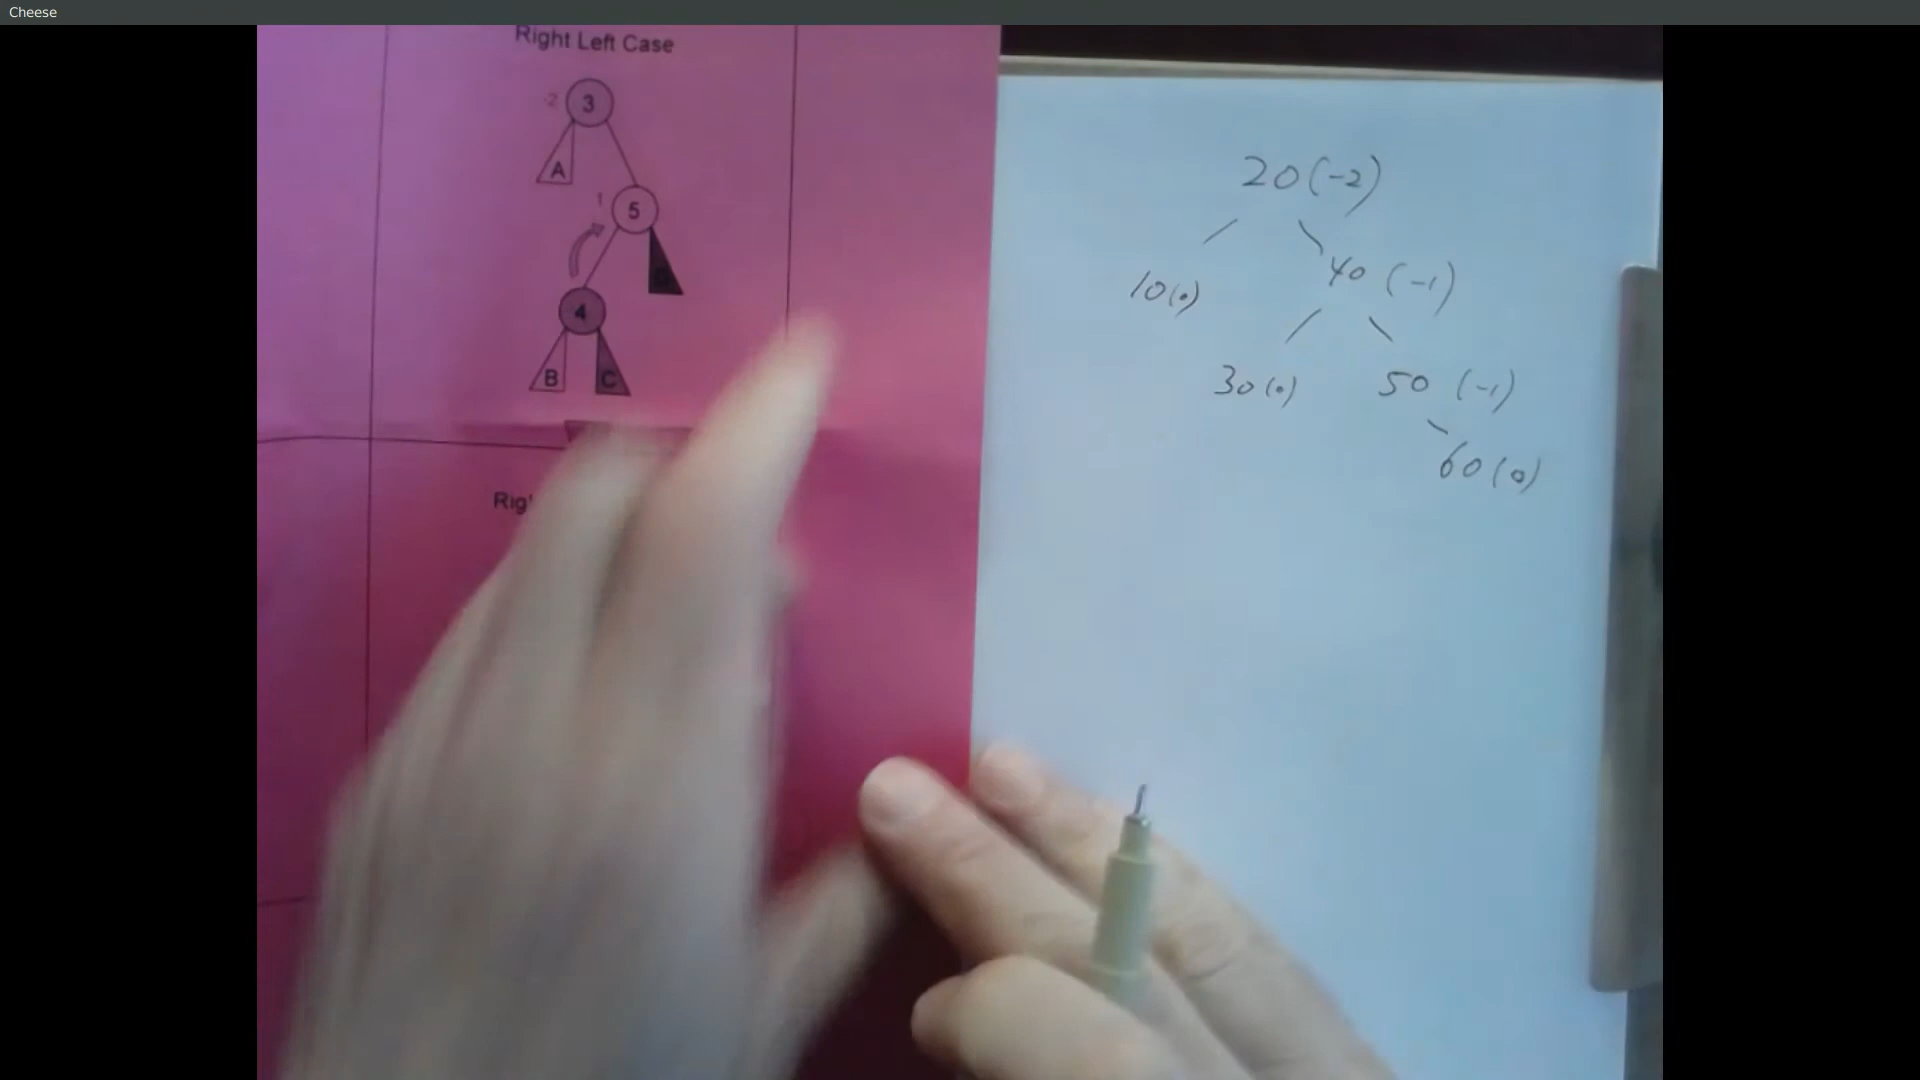 Cheese
Right Left Case
-2 3
A
1 5
4
B C
Rig
20(-2)
10(0) 40 (-1)
30(0) 50 (-1)
60(0)